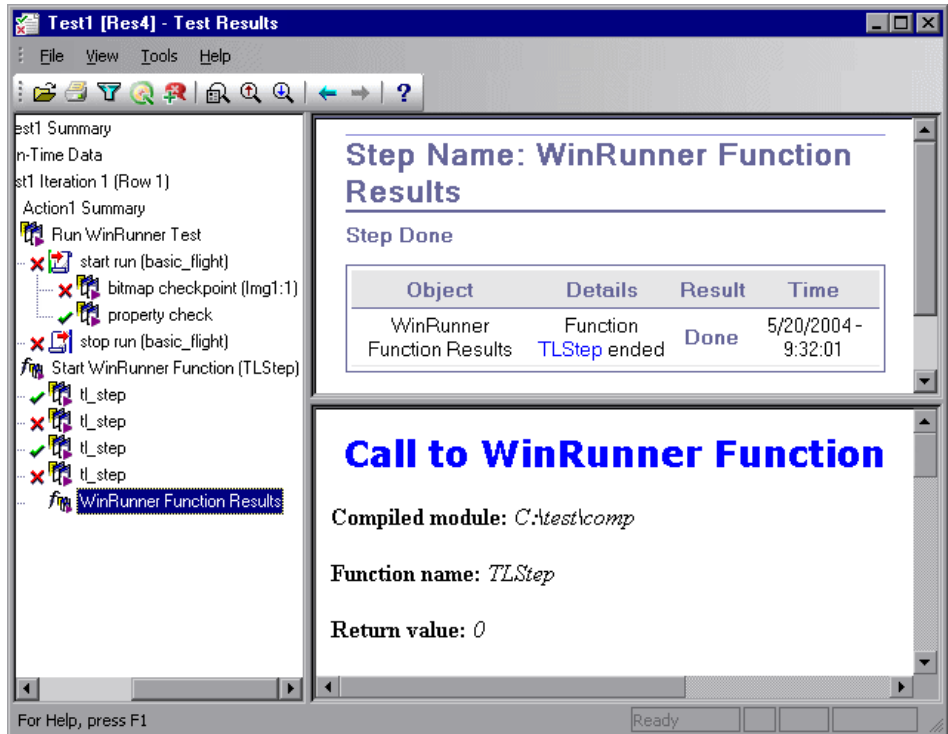 Test1 [Res4] - Test Results
File View Tools Help
est1 Summary
n-Time Data
st1 Iteration 1 (Row 1)
Action1 Summary
Run WinRunner Test
start run (basic_flight)
bitmap checkpoint (Img1:1)
property check
stop run (basic_flight)
Start WinRunner Function (TLStep)
tl_step
tl_step
tl_step
tl_step
WinRunner Function Results
Step Name: WinRunner Function
Results
Step Done
Object Details Result Time
WinRunner Function Results Function TLStep ended Done 5/20/2004 - 9:32:01
Call to WinRunner Function
Compiled module: C:\test\comp
Function name: TLStep
Return value: 0
For Help, press F1
Ready